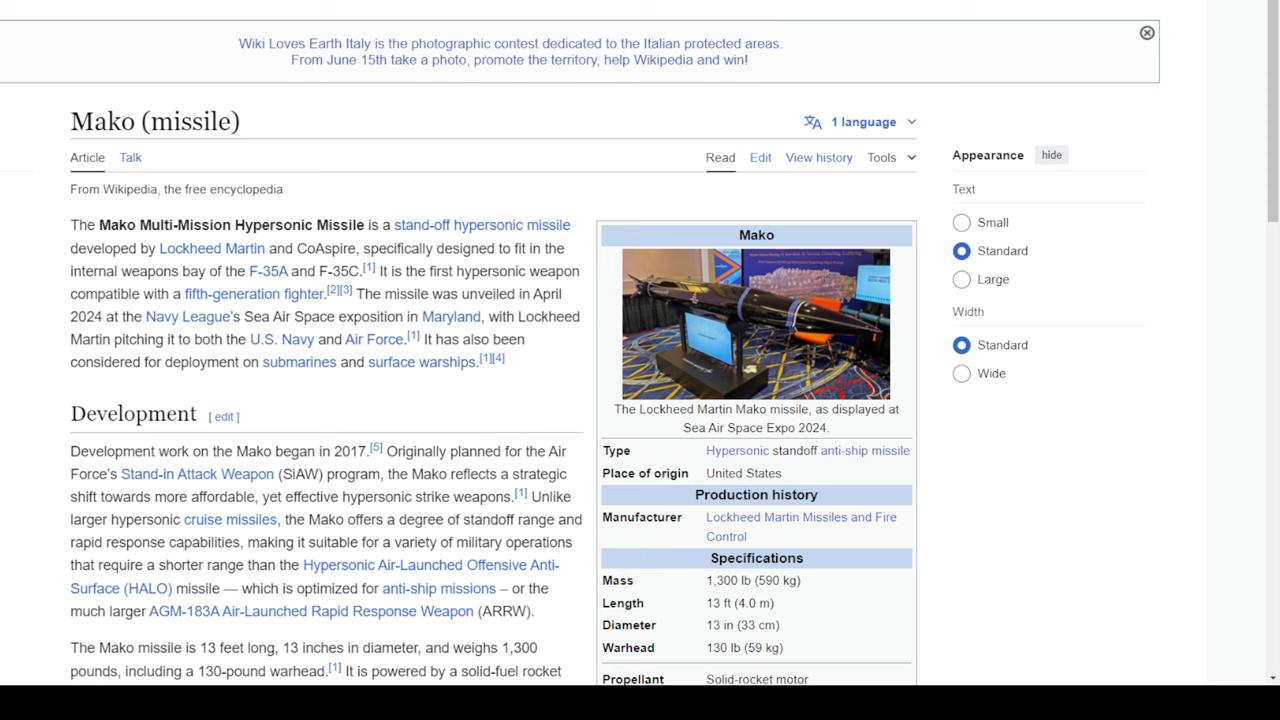 Wiki Loves Earth Italy is the photographic contest dedicated to the Italian protected areas.
From June 15th take a photo, promote the territory, help Wikipedia and win!
Mako (missile)
1 language
Article Talk
Read Edit View history Tools
From Wikipedia, the free encyclopedia
The Mako Multi-Mission Hypersonic Missile is a stand-off hypersonic missile
developed by Lockheed Martin and CoAspire, specifically designed to fit in the
internal weapons bay of the F-35A and F-35C.[1] It is the first hypersonic weapon
compatible with a fifth-generation fighter.[2][3] The missile was unveiled in April
2024 at the Navy League's Sea Air Space exposition in Maryland, with Lockheed
Martin pitching it to both the U.S. Navy and Air Force.[1] It has also been
considered for deployment on submarines and surface warships.[1][4]
Development [ edit ]
Development work on the Mako began in 2017.[5] Originally planned for the Air
Force's Stand-in Attack Weapon (SiAW) program, the Mako reflects a strategic
shift towards more affordable, yet effective hypersonic strike weapons.[1] Unlike
larger hypersonic cruise missiles, the Mako offers a degree of standoff range and
rapid response capabilities, making it suitable for a variety of military operations
that require a shorter range than the Hypersonic Air-Launched Offensive Anti-
Surface (HALO) missile — which is optimized for anti-ship missions – or the
much larger AGM-183A Air-Launched Rapid Response Weapon (ARRW).
The Mako missile is 13 feet long, 13 inches in diameter, and weighs 1,300
pounds, including a 130-pound warhead.[1] It is powered by a solid-fuel rocket
Mako
The Lockheed Martin Mako missile, as displayed at
Sea Air Space Expo 2024.
Type Hypersonic standoff anti-ship missile
Place of origin United States
Production history
Manufacturer Lockheed Martin Missiles and Fire
Control
Specifications
Mass 1,300 lb (590 kg)
Length 13 ft (4.0 m)
Diameter 13 in (33 cm)
Warhead 130 lb (59 kg)
Propellant Solid-rocket motor
Appearance hide
Text
Small
Standard
Large
Width
Standard
Wide